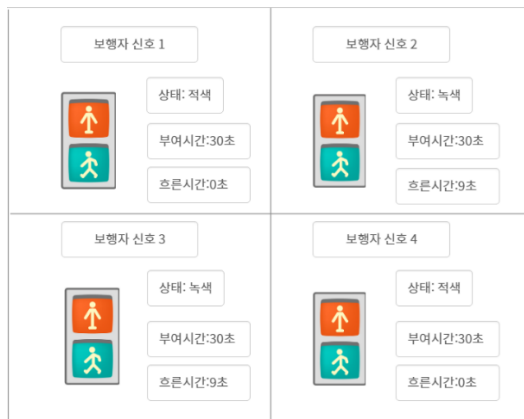 보행자 신호 1
상태: 적색
부여시간:30초
흐른시간:0초
보행자 신호 2
상태: 녹색
부여시간:30초
흐른시간:9초
보행자 신호 3
상태: 녹색
부여시간:30초
흐른시간:9초
보행자 신호 4
상태: 적색
부여시간:30초
흐른시간:0초